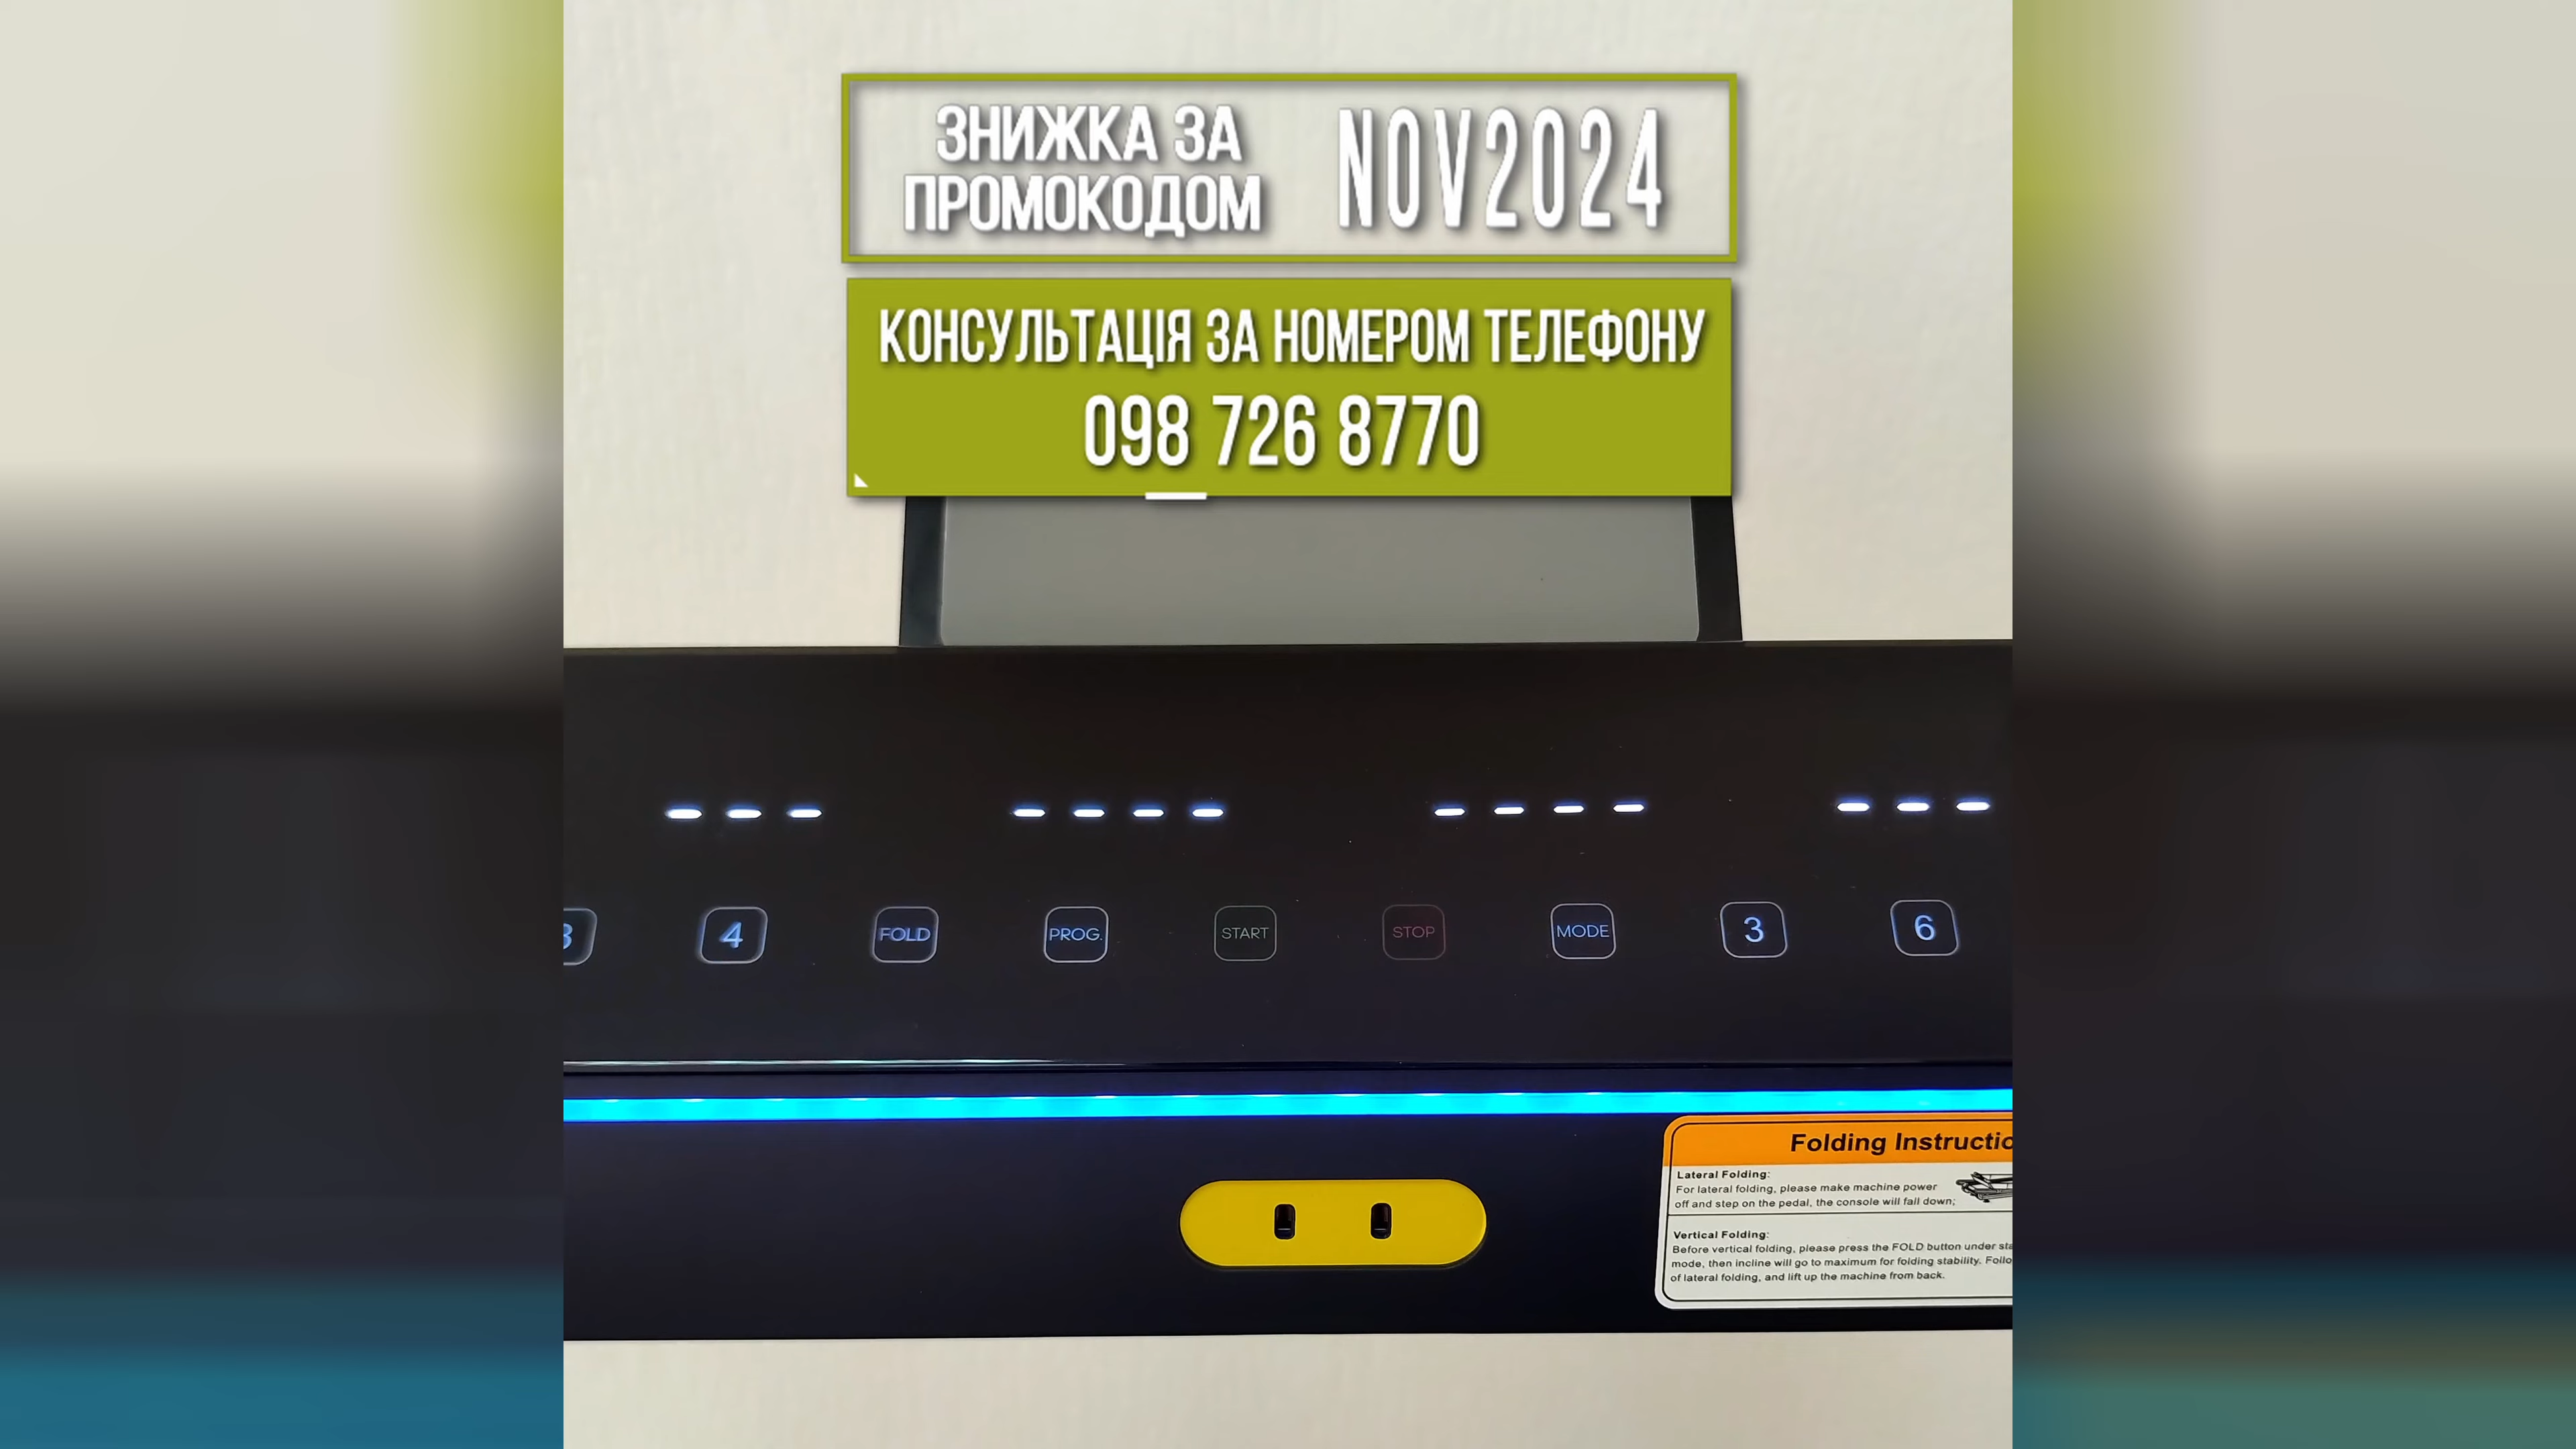 ЗНИЖКА ЗА
ПРОМОКОДОМ
NOV2024
КОНСУЛЬТАЦІЯ ЗА НОМЕРОМ ТЕЛЕФОНУ
098 726 8770
--- ---- ---- ---
4 FOLD PROG. START STOP MODE 3 6
Folding
Lateral Folding:
For lateral folding, please make machine power
off and step on the pedal, the console will fall down;
Vertical Folding:
Before vertical folding, please press the FOLD button under
mode, then incline will go to maximum for folding stability.
of lateral folding, and lift up the machine from back.